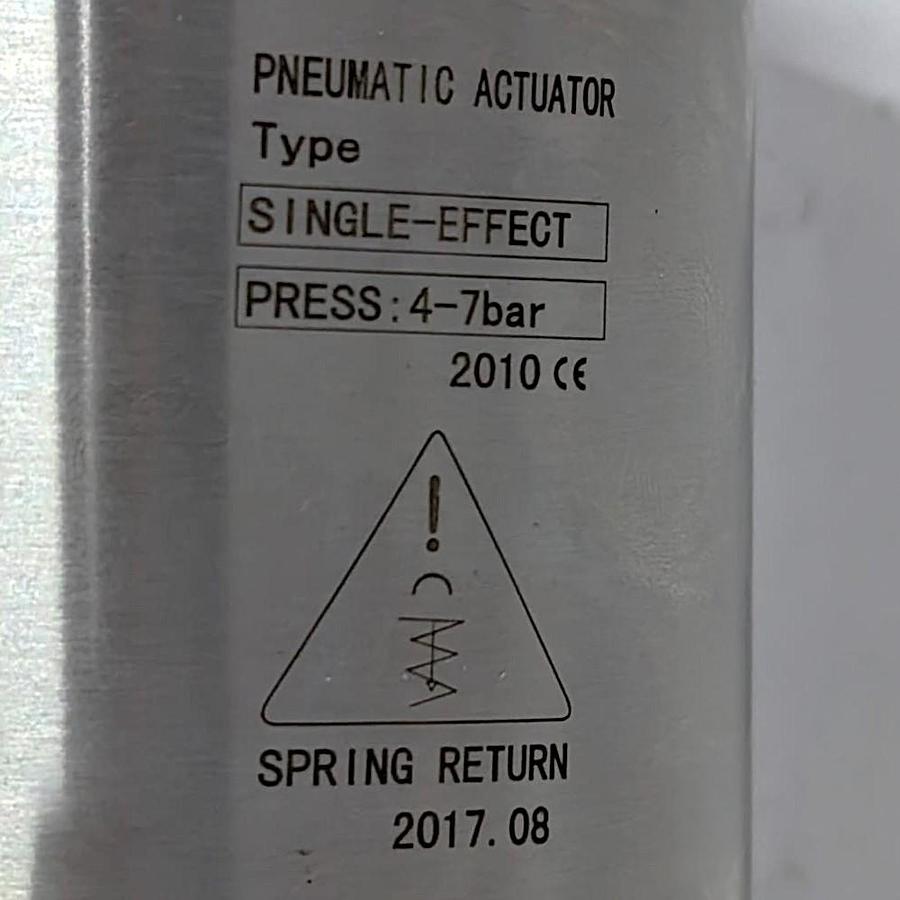 PNEUMATIC ACTUATOR
Type
SINGLE-EFFECT
PRESS:4-7bar
2010 CE
!
SPRING RETURN
2017.08